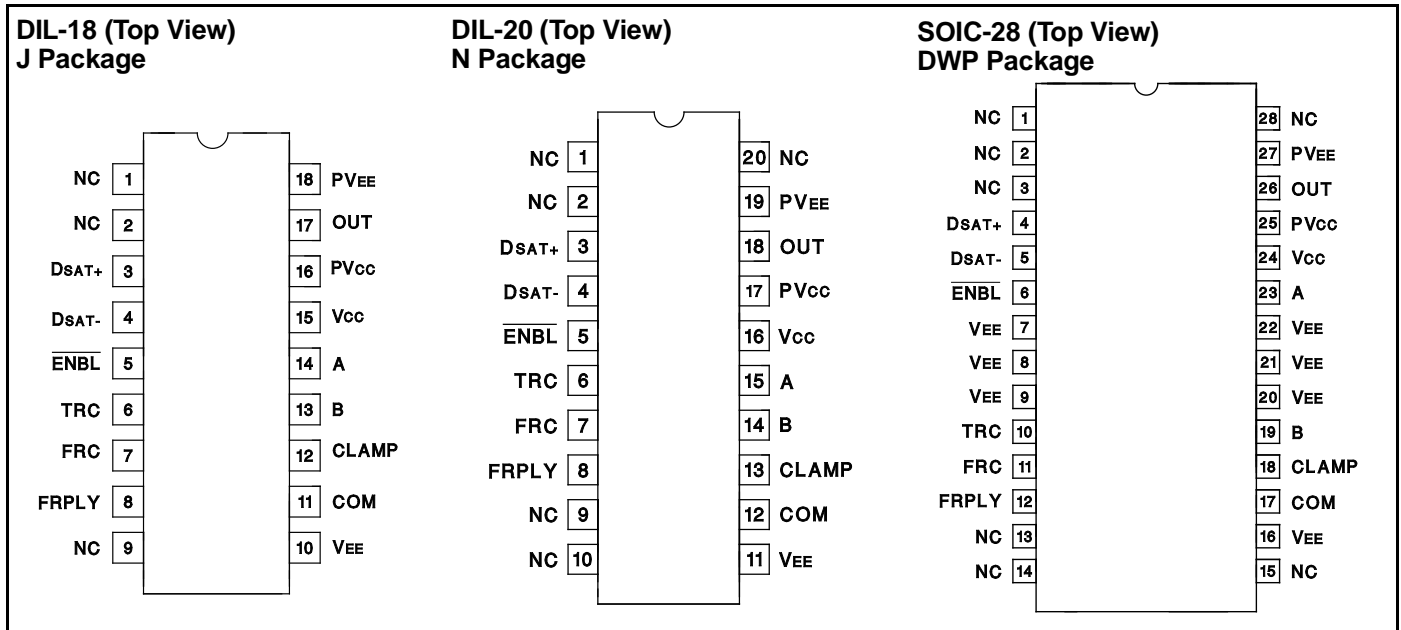 DIL-18 (Top View)
J Package
NC 1
NC 2
DSAT+ 3
DSAT- 4
ENBL 5
TRC 6
FRC 7
FRPLY 8
NC 9
18 PVEE
17 OUT
16 PVCC
15 VCC
14 A
13 B
12 CLAMP
11 COM
10 VEE
DIL-20 (Top View)
N Package
NC 1
NC 2
DSAT+ 3
DSAT- 4
ENBL 5
TRC 6
FRC 7
FRPLY 8
NC 9
NC 10
20 NC
19 PVEE
18 OUT
17 PVCC
16 VCC
15 A
14 B
13 CLAMP
12 COM
11 VEE
SOIC-28 (Top View)
DWP Package
NC 1
NC 2
NC 3
DSAT+ 4
DSAT- 5
ENBL 6
VEE 7
VEE 8
VEE 9
TRC 10
FRC 11
FRPLY 12
NC 13
NC 14
28 NC
27 PVEE
26 OUT
25 PVCC
24 VCC
23 A
22 VEE
21 VEE
20 VEE
19 B
18 CLAMP
17 COM
16 VEE
15 NC